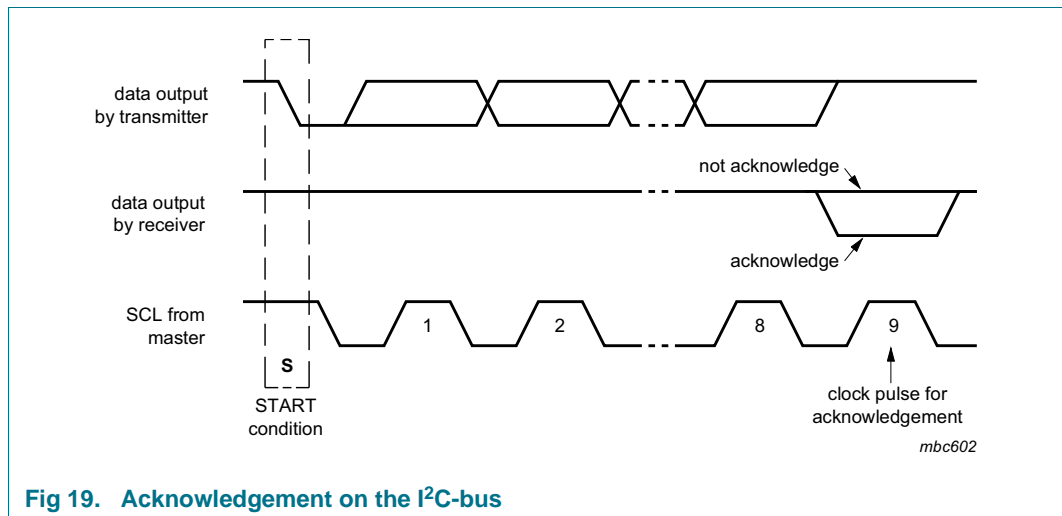 data output
by transmitter
not acknowledge
data output
by receiver
acknowledge
SCL from
master
1
2
8
9
S
START
condition
clock pulse for
acknowledgement
mbc602
Fig 19. Acknowledgement on the I²C-bus